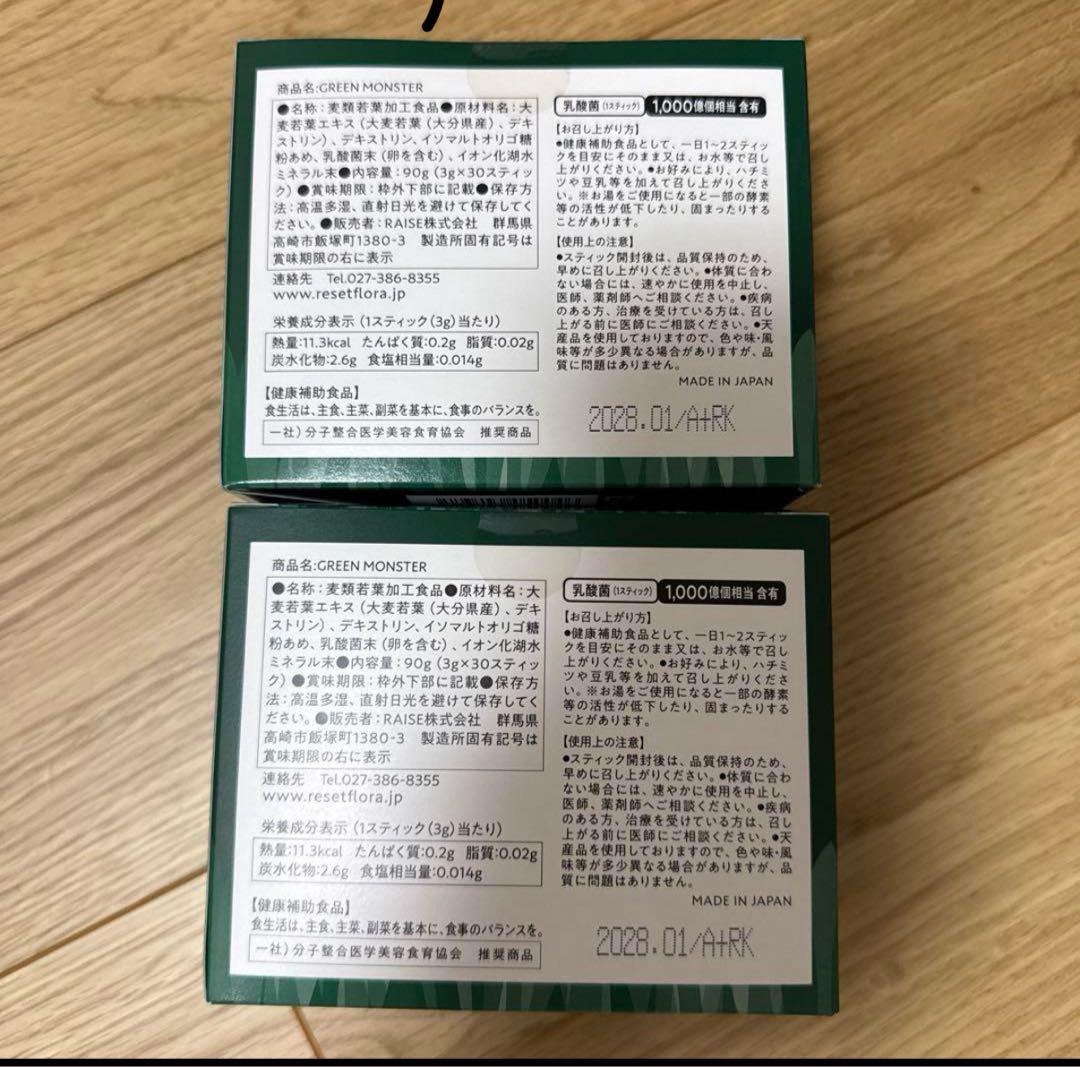 商品名:GREEN MONSTER
●名称：麦類若葉加工食品●原材料名：大
麦若葉エキス（大麦若葉（大分県産）、デキ
ストリン）、デキストリン、イソマルトオリゴ糖
粉あめ、乳酸菌末（卵を含む）、イオン化湖水
ミネラル末●内容量：90g（3g×30スティッ
ク）●賞味期限：枠外下部に記載●保存方
法：高温多湿、直射日光を避けて保存してく
ださい。●販売者：RAISE株式会社　群馬県
高崎市飯塚町1380-3　製造所固有記号は
賞味期限の右に表示
連絡先　Tel.027-386-8355
www.resetflora.jp
栄養成分表示（1スティック（3g）当たり）
熱量:11.3kcal たんぱく質:0.2g 脂質:0.02g
炭水化物:2.6g 食塩相当量:0.014g
【健康補助食品】
食生活は、主食、主菜、副菜を基本に、食事のバランスを。
一社）分子整合医学美容食育協会　推奨商品
乳酸菌（1スティック） 1,000億個相当 含有
【お召し上がり方】
●健康補助食品として、一日1〜2スティッ
クを目安にそのまま又は、お水等で召し
上がりください。●お好みにより、ハチミ
ツや豆乳等を加えて召し上がりくださ
い。※お湯をご使用になると一部の酵素
等の活性が低下したり、固まったりする
ことがあります。
【使用上の注意】
●スティック開封後は、品質保持のため、
早めに召し上がりください。●体質に合わ
ない場合には、速やかに使用を中止し、
医師、薬剤師へご相談ください。●疾病
のある方、治療を受けている方は、召し
上がる前に医師にご相談ください。●天
産品を使用しておりますので、色や味・風
味等が多少異なる場合がありますが、品
質に問題はありません。
MADE IN JAPAN
2028.01/A+RK
商品名:GREEN MONSTER
●名称：麦類若葉加工食品●原材料名：大
麦若葉エキス（大麦若葉（大分県産）、デキ
ストリン）、デキストリン、イソマルトオリゴ糖
粉あめ、乳酸菌末（卵を含む）、イオン化湖水
ミネラル末●内容量：90g（3g×30スティッ
ク）●賞味期限：枠外下部に記載●保存方
法：高温多湿、直射日光を避けて保存してく
ださい。●販売者：RAISE株式会社　群馬県
高崎市飯塚町1380-3　製造所固有記号は
賞味期限の右に表示
連絡先　Tel.027-386-8355
www.resetflora.jp
栄養成分表示（1スティック（3g）当たり）
熱量:11.3kcal たんぱく質:0.2g 脂質:0.02g
炭水化物:2.6g 食塩相当量:0.014g
【健康補助食品】
食生活は、主食、主菜、副菜を基本に、食事のバランスを。
一社）分子整合医学美容食育協会　推奨商品
乳酸菌（1スティック） 1,000億個相当 含有
【お召し上がり方】
●健康補助食品として、一日1〜2スティッ
クを目安にそのまま又は、お水等で召し
上がりください。●お好みにより、ハチミ
ツや豆乳等を加えて召し上がりくださ
い。※お湯をご使用になると一部の酵素
等の活性が低下したり、固まったりする
ことがあります。
【使用上の注意】
●スティック開封後は、品質保持のため、
早めに召し上がりください。●体質に合わ
ない場合には、速やかに使用を中止し、
医師、薬剤師へご相談ください。●疾病
のある方、治療を受けている方は、召し
上がる前に医師にご相談ください。●天
産品を使用しておりますので、色や味・風
味等が多少異なる場合がありますが、品
質に問題はありません。
MADE IN JAPAN
2028.01/A+RK